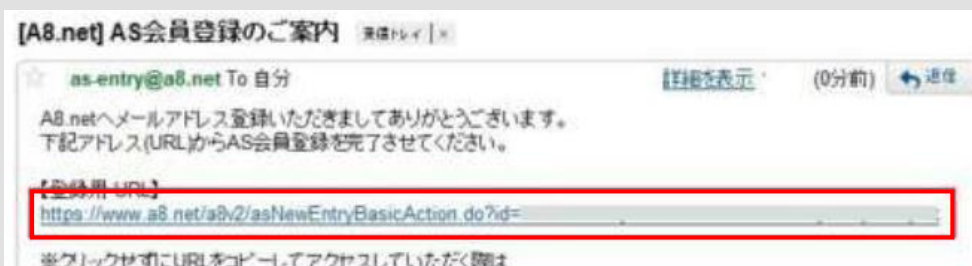 [A8.net] AS会員登録のご案内 受信トレイ | ×
as-entry@a8.net To 自分 詳細を表示 (0分前) 返信
A8.netへメールアドレス登録いただきましてありがとうございます。
下記アドレス(URL)からAS会員登録を完了させてください。
【登録用 URL】
https://www.a8.net/a8v2/asNewEntryBasicAction.do?id=
※クリックせずにURLをコピーしてアクセスしていただく際は